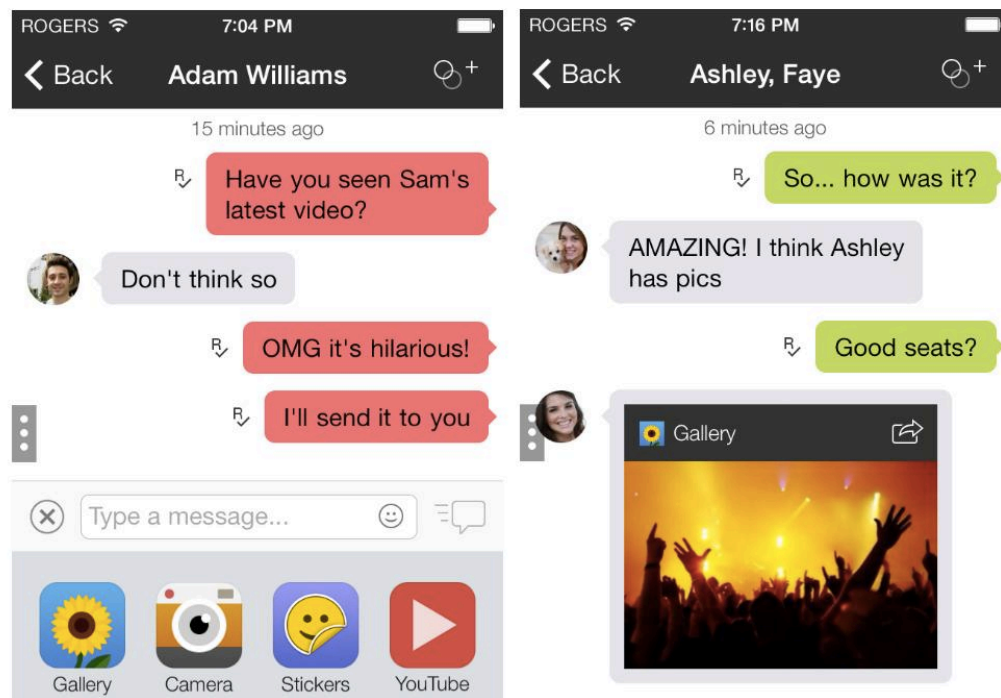 ROGERS 7:04 PM
Back Adam Williams
15 minutes ago
R Have you seen Sam's
latest video?
Don't think so
R OMG it's hilarious!
R I'll send it to you
Type a message...
Gallery Camera Stickers YouTube
ROGERS 7:16 PM
Back Ashley, Faye
6 minutes ago
R So... how was it?
AMAZING! I think Ashley
has pics
R Good seats?
Gallery